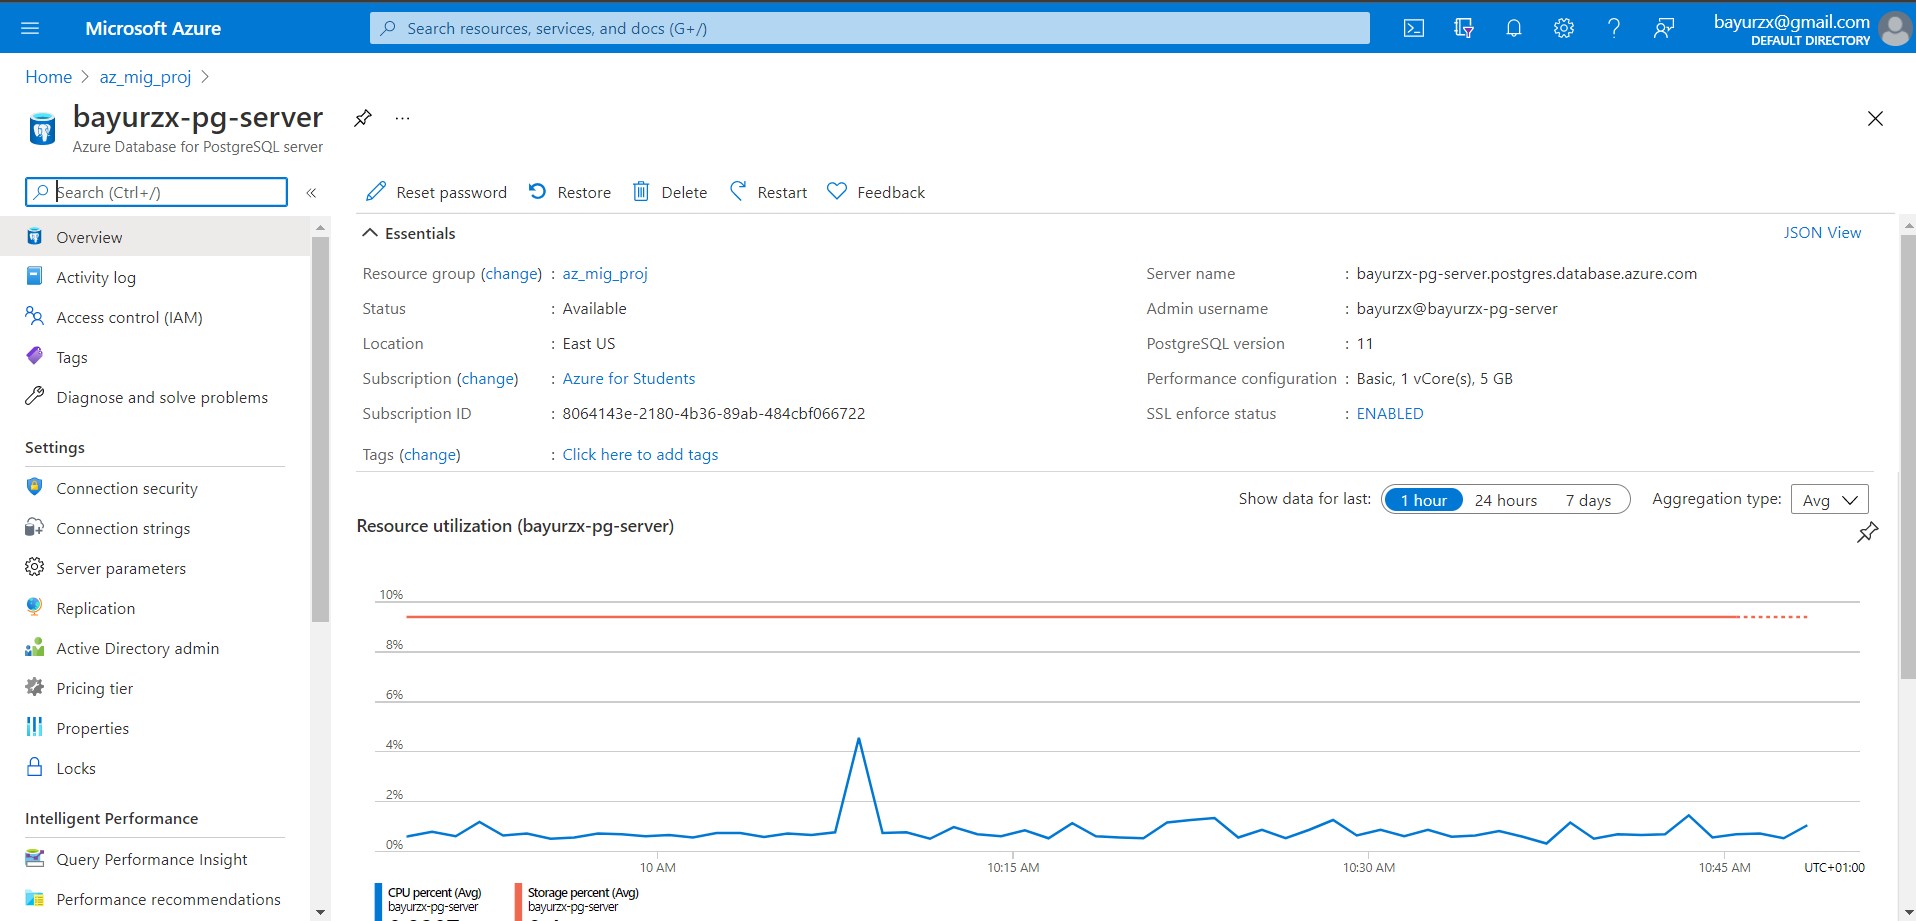 Microsoft Azure
Search resources, services, and docs (G+/)
bayurzx@gmail.com
DEFAULT DIRECTORY
Home > az_mig_proj >
bayurzx-pg-server
...
Azure Database for PostgreSQL server
Search (Ctrl+/)
«
Reset password
Restore
Delete
Restart
Feedback
Overview
Activity log
Access control (IAM)
Tags
Diagnose and solve problems
Settings
Connection security
Connection strings
Server parameters
Replication
Active Directory admin
Pricing tier
Properties
Locks
Intelligent Performance
Query Performance Insight
Performance recommendations
Essentials
JSON View
Resource group (change) : az_mig_proj
Status : Available
Location : East US
Subscription (change) : Azure for Students
Subscription ID : 8064143e-2180-4b36-89ab-484cbf066722
Tags (change) : Click here to add tags
Server name : bayurzx-pg-server.postgres.database.azure.com
Admin username : bayurzx@bayurzx-pg-server
PostgreSQL version : 11
Performance configuration : Basic, 1 vCore(s), 5 GB
SSL enforce status : ENABLED
Show data for last: 1 hour 24 hours 7 days Aggregation type: Avg
Resource utilization (bayurzx-pg-server)
10%
8%
6%
4%
2%
0%
10 AM 10:15 AM 10:30 AM 10:45 AM UTC+01:00
CPU percent (Avg)
bayurzx-pg-server
Storage percent (Avg)
bayurzx-pg-server